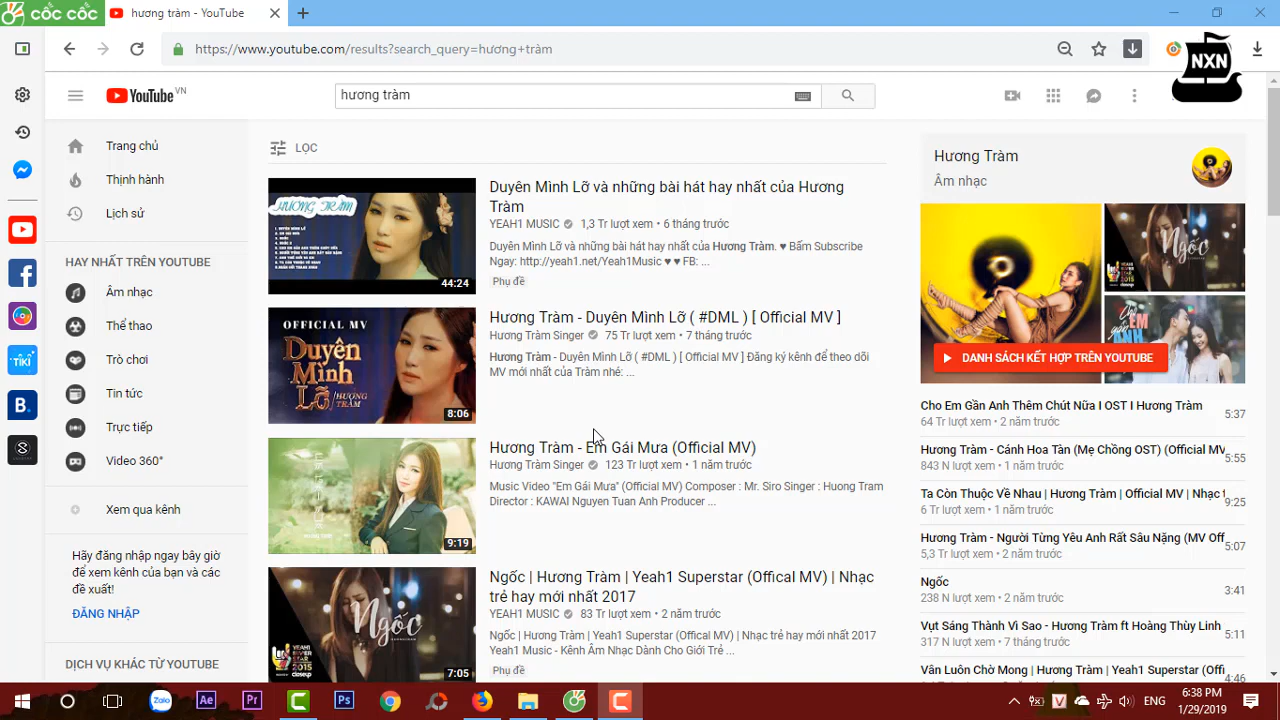 cốc cốc
hương tràm - YouTube
https://www.youtube.com/results?search_query=hương+tràm
NXN
YouTube VN
hương tràm
Trang chủ
Thịnh hành
Lịch sử
HAY NHẤT TRÊN YOUTUBE
Âm nhạc
Thể thao
Trò chơi
Tin tức
Trực tiếp
Video 360°
Xem qua kênh
Hãy đăng nhập ngay bây giờ
để xem kênh của bạn và các
đề xuất!
ĐĂNG NHẬP
DỊCH VỤ KHÁC TỪ YOUTUBE
TIKI
B.
LỌC
HƯƠNG TRÀM
44:24
Duyên Mình Lỡ và những bài hát hay nhất của Hương
Tràm
YEAH1 MUSIC 1,3 Tr lượt xem • 6 tháng trước
Duyên Mình Lỡ và những bài hát hay nhất của Hương Tràm. ♥ Bấm Subscribe
Ngay: http://yeah1.net/Yeah1Music ♥ ♥ FB: ...
Phụ đề
OFFICIAL MV
Duyên
Mình
Lỡ
HƯƠNG
TRÀM
8:06
Hương Tràm - Duyên Mình Lỡ ( #DML ) [ Official MV ]
Hương Tràm Singer 75 Tr lượt xem • 7 tháng trước
Hương Tràm - Duyên Mình Lỡ ( #DML ) [ Official MV ] Đăng ký kênh để theo dõi
MV mới nhất của Tràm nhé: ...
9:19
Hương Tràm - Em Gái Mưa (Official MV)
Hương Tràm Singer 123 Tr lượt xem • 1 năm trước
Music Video "Em Gái Mưa" (Official MV) Composer : Mr. Siro Singer : Huong Tram
Director : KAWAI Nguyen Tuan Anh Producer ...
Ngốc
7:05
Ngốc | Hương Tràm | Yeah1 Superstar (Offical MV) | Nhạc
trẻ hay mới nhất 2017
YEAH1 MUSIC 83 Tr lượt xem • 2 năm trước
Ngốc | Hương Tràm | Yeah1 Superstar (Offical MV) | Nhạc trẻ hay mới nhất 2017
Yeah1 Music - Kênh Âm Nhạc Dành Cho Giới Trẻ ...
Phụ đề
Hương Tràm
Âm nhạc
Ngốc
DANH SÁCH KẾT HỢP TRÊN YOUTUBE
Cho Em Gần Anh Thêm Chút Nữa I OST I Hương Tràm 5:37
64 Tr lượt xem • 2 năm trước
Hương Tràm - Cánh Hoa Tàn (Mẹ Chồng OST) (Official 5:55
843 N lượt xem • 1 năm trước
Ta Còn Thuộc Về Nhau | Hương Tràm | Official MV | Nhạc 9:25
6 Tr lượt xem • 1 năm trước
Hương Tràm - Người Từng Yêu Anh Rất Sâu Nặng (MV Off 5:07
5,3 Tr lượt xem • 2 năm trước
Ngốc 3:41
238 N lượt xem • 2 năm trước
Vụt Sáng Thành Vì Sao - Hương Tràm ft Hoàng Thùy Linh 5:11
317 N lượt xem • 7 tháng trước
Vân Luôn Chờ Mong | Hương Tràm | Yeah1 Superstar (Offi 4:46
Zalo
Ae
Pr
Ps
ENG
6:38 PM
1/29/2019